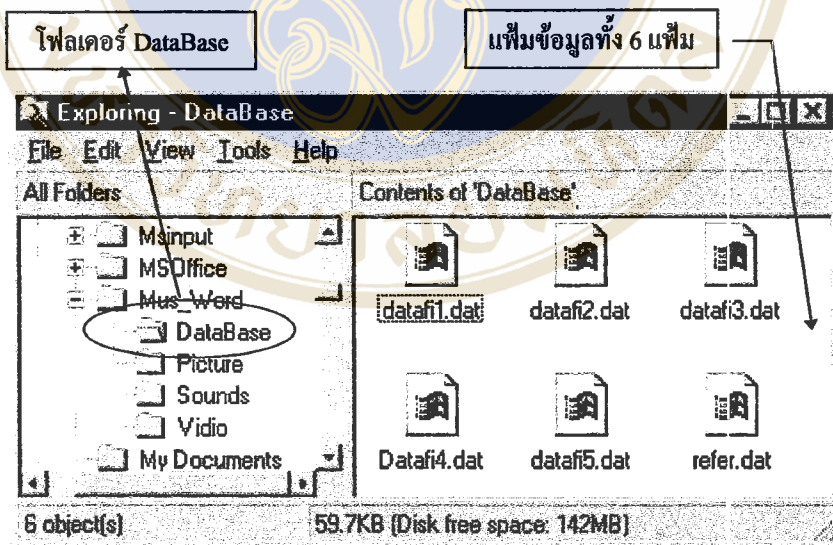 โฟลเดอร์ DataBase
แฟ้มข้อมูลทั้ง 6 แฟ้ม
Exploring - DataBase
File Edit View Tools Help
All Folders
Contents of 'DataBase'
Msinput
MSOffice
Mus_Word
DataBase
Picture
Sounds
Vidio
My Documents
datafi1.dat datafi2.dat datafi3.dat
Datafi4.dat datafi5.dat refer.dat
6 object(s)
59.7KB (Disk free space: 142MB)